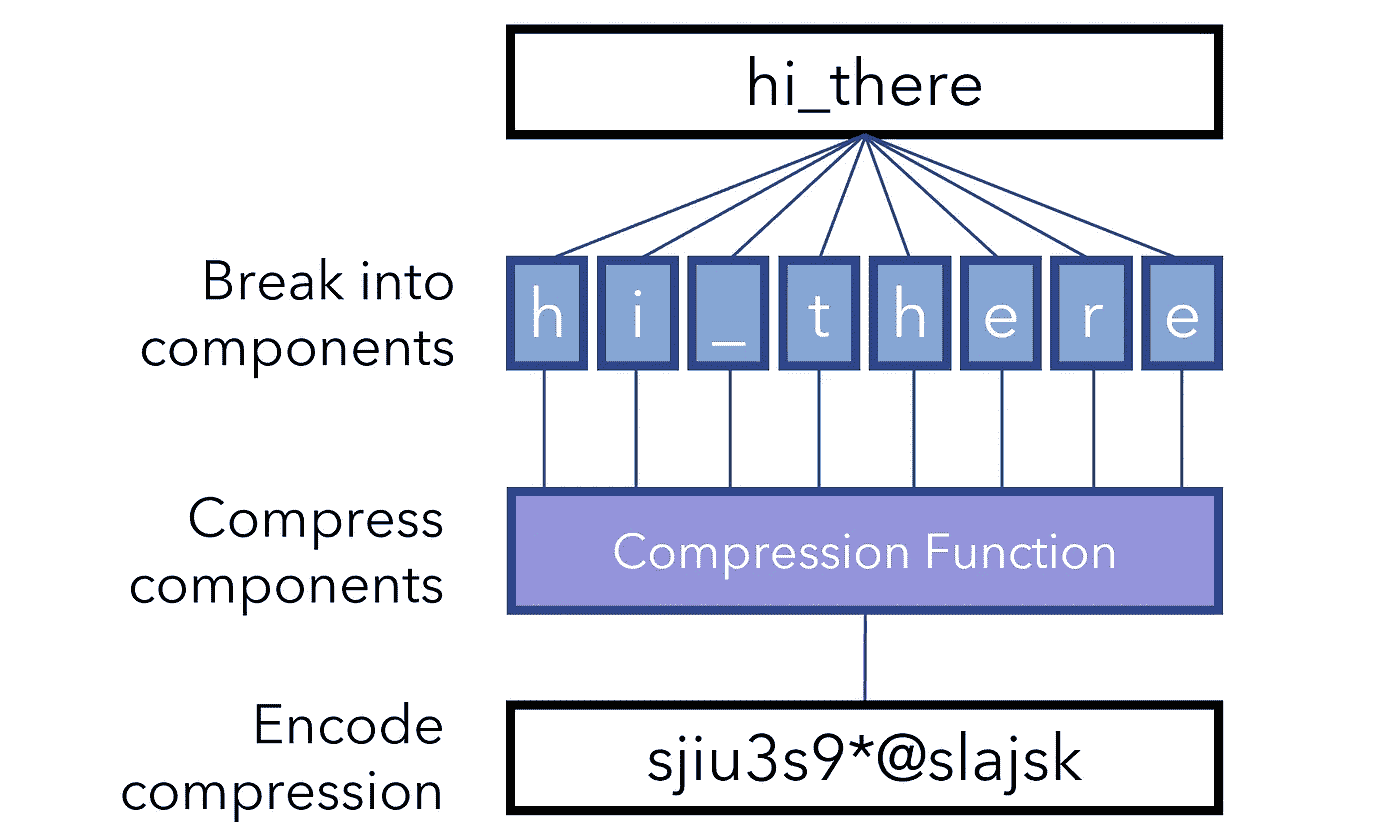 hi_there
Break into
components
h i _ t h e r e
Compress
components
Compression Function
Encode
compression
sjiu3s9*@slajsk